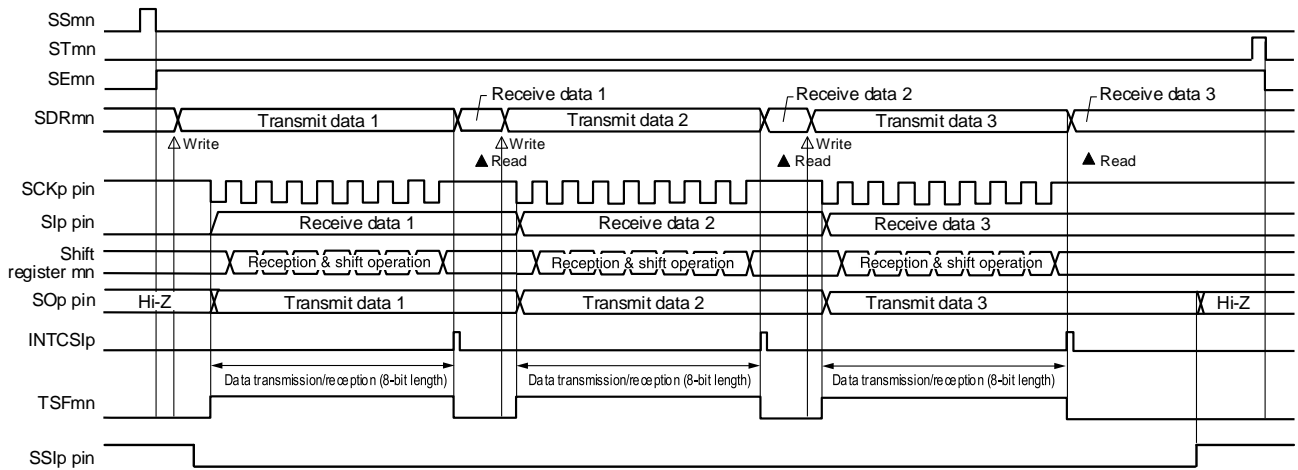 SSmn
STmn
SEmn
Receive data 1
Receive data 2
Receive data 3
SDRmn
Transmit data 1
Transmit data 2
Transmit data 3
Write
Write
Write
Read
Read
Read
SCKp pin
SIp pin
Receive data 1
Receive data 2
Receive data 3
Shift
register mn
Reception & shift operation
Reception & shift operation
Reception & shift operation
SOp pin
Hi-Z
Transmit data 1
Transmit data 2
Transmit data 3
Hi-Z
INTCSIp
Data transmission/reception (8-bit length)
Data transmission/reception (8-bit length)
Data transmission/reception (8-bit length)
TSFmn
SSIp pin